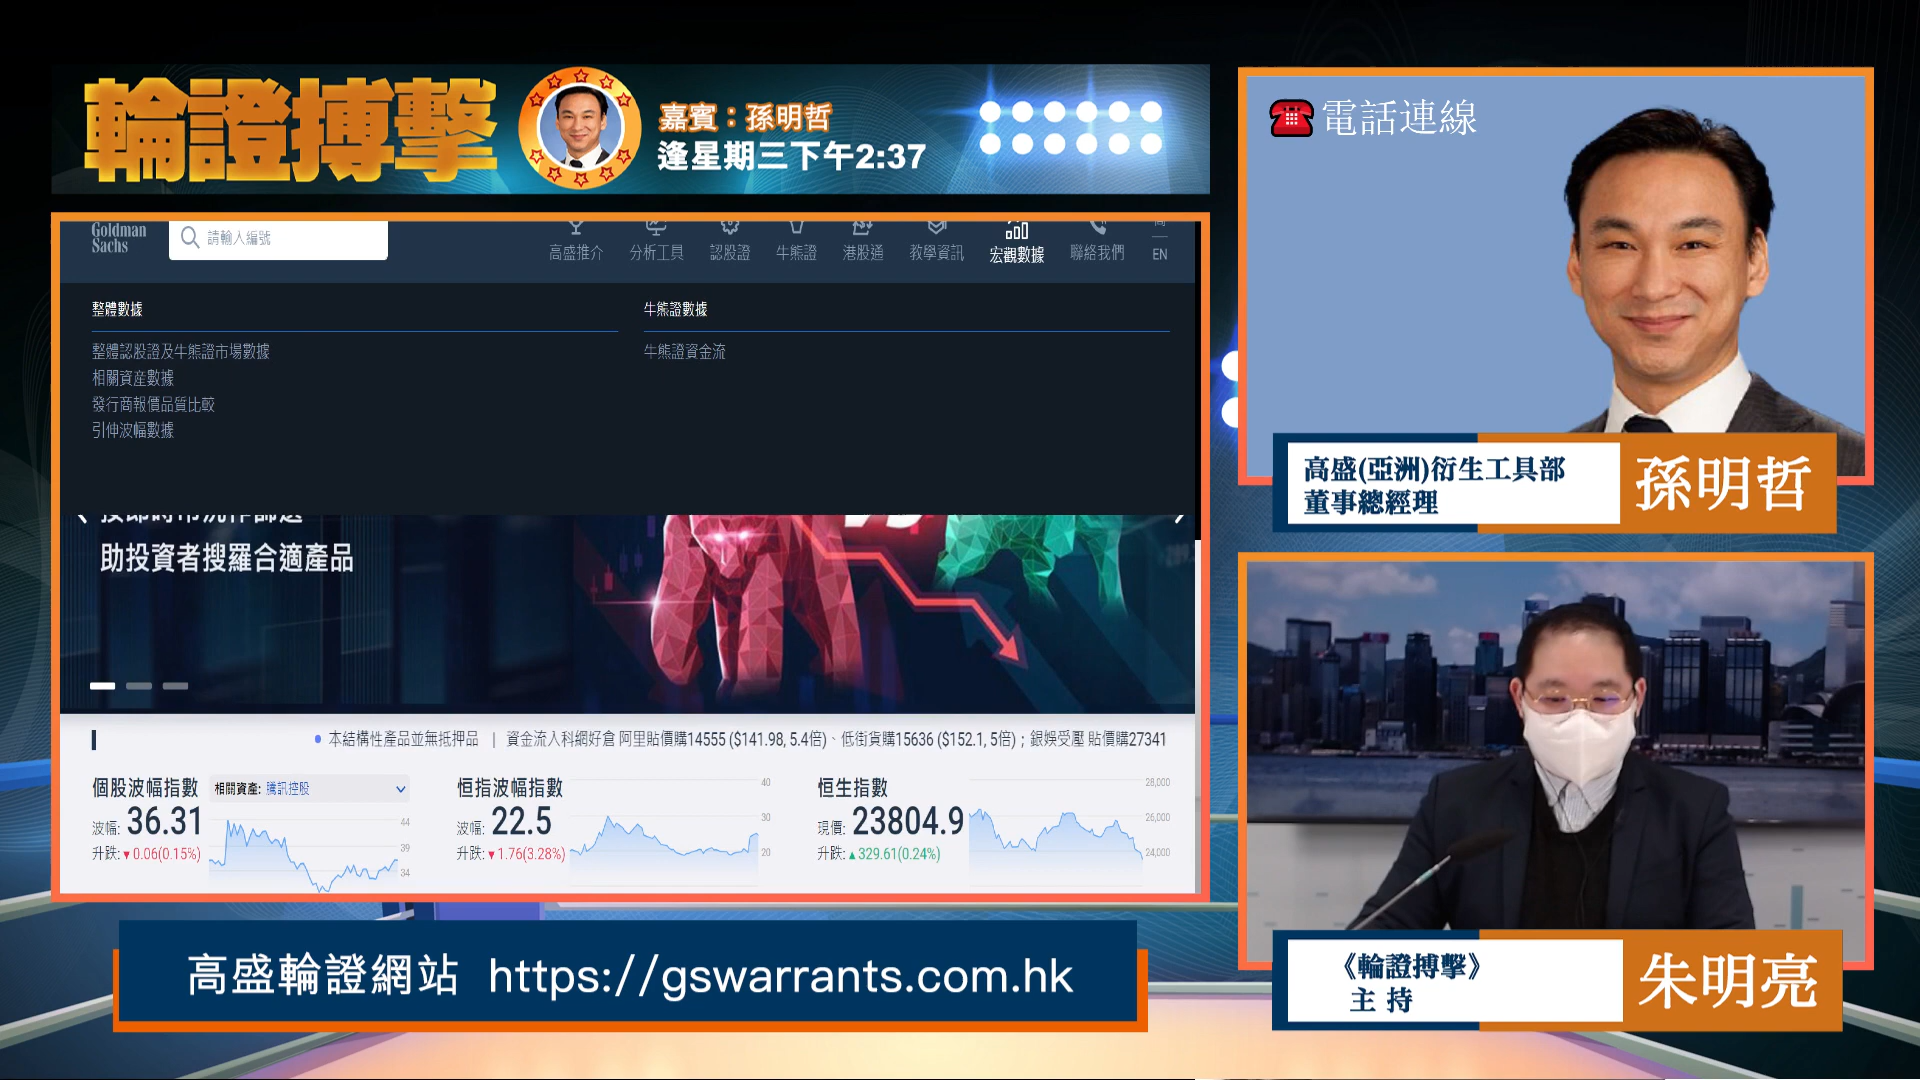 輪證搏擊
嘉賓：孫明哲
逢星期三下午2:37
Goldman
Sachs
請輸入編號
高盛推介 分析工具 認股證 牛熊證 港股通 教學資訊 宏觀數據 聯絡我們 EN
整體數據
整體認股證及牛熊證市場數據
相關資產數據
發行商報價品質比較
引伸波幅數據
牛熊證數據
牛熊證資金流
助投資者搜羅合適產品
本結構性產品並無抵押品 | 資金流入科網好倉 阿里貼價購14555 ($141.98, 5.4倍)、低街貨購15636 ($152.1, 5倍)；銀娛受壓 貼價購27341
個股波幅指數
相關資產: 騰訊控股
波幅: 36.31
升跌: ▼0.06(0.15%)
44
39
34
恒指波幅指數
波幅: 22.5
升跌: ▼1.76(3.28%)
40
30
20
恒生指數
現價: 23804.9
升跌: ▲329.61(0.24%)
28,000
26,000
24,000
高盛輪證網站 https://gswarrants.com.hk
電話連線
高盛(亞洲)衍生工具部
董事總經理
孫明哲
《輪證搏擊》
主 持
朱明亮